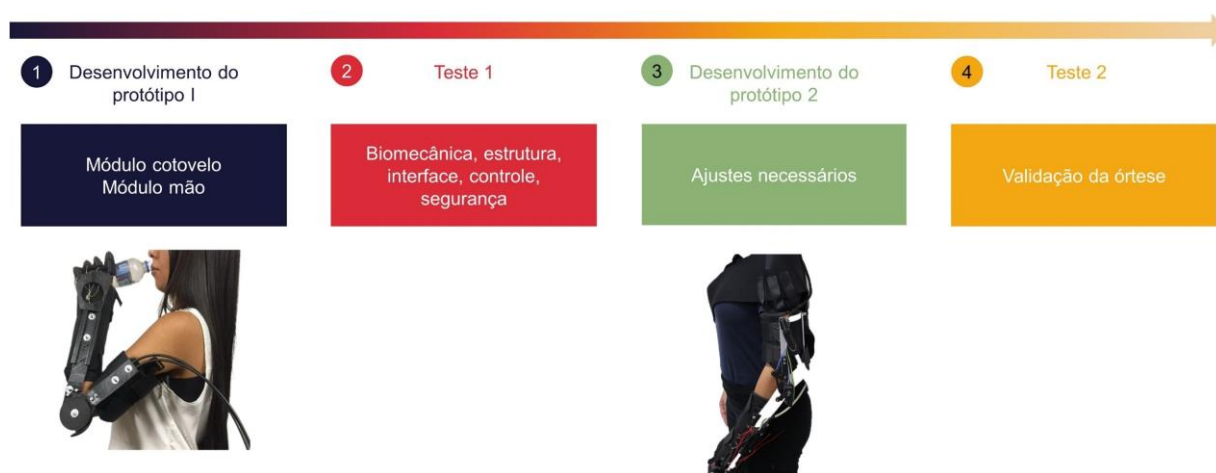 1
Desenvolvimento do
protótipo I
Módulo cotovelo
Módulo mão
2
Teste 1
Biomecânica, estrutura,
interface, controle,
segurança
3
Desenvolvimento do
protótipo 2
Ajustes necessários
4
Teste 2
Validação da órtese